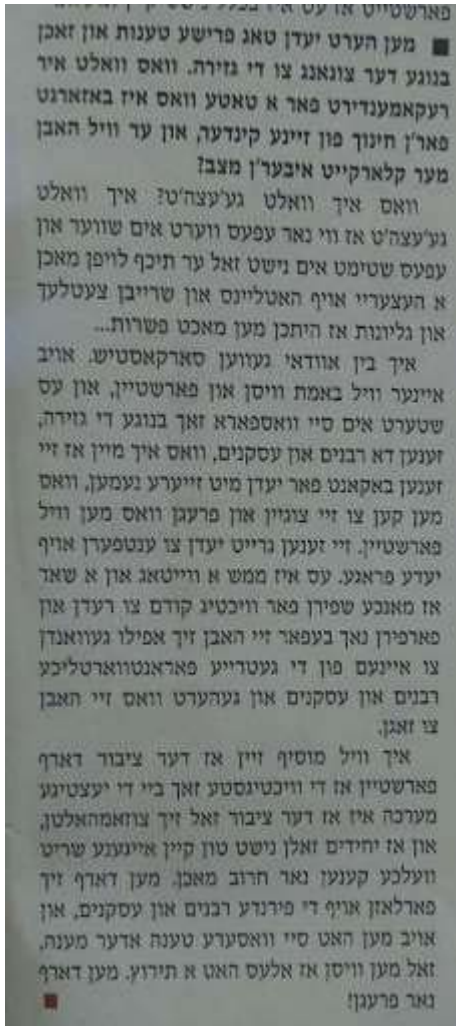 פארשטייט אז עס איז בכלל נישט
■ מען הערט יעדן טאג פרישע טענות און זאכן
בנוגע דער צוגאנג צו די גזירה. וואס וואלט איר
רעקאמענדירט פאר א טאטע וואס איז באזארגט
פאר'ן חינוך פון זיינע קינדער, און ער וויל האבן
מער קלארקייט איבער'ן מצב?
וואס איך וואלט גע'עצה'ט? איך וואלט
גע'עצה'ט אז ווי נאר עפעס ווערט אים שווער און
עפעס שטימט אים נישט זאל ער תיכף לויפן מאכן
א העצעריי אויף האטליינס און שרייבן צעטלעך
און גליונות אז היתכן מען מאכט פשרות...
איך בין אוודאי געווען סארקאסטיש. אויב
איינער וויל באמת וויסן און פארשטיין, און עס
שטערט אים סיי וואספארא זאך בנוגע די גזירה,
זענען דא רבנים און עסקנים, וואס איך מיין אז זיי
זענען באקאנט פאר יעדן מיט זייערע נעמען, וואס
מען קען צו זיי צוגיין און פרעגן וואס מען וויל
פארשטיין. זיי זענען גרייט יעדן צו ענטפערן אויף
יעדע פראגע. עס איז ממש א ווייטאג און א שאד
אז מאנכע שפירן פאר וויכטיג קודם צו רעדן און
פארפירן נאך בעפאר זיי האבן זיך אפילו געוואנדן
צו איינעם פון די געטרייע פאראנטווארטליכע
רבנים און עסקנים און געהערט וואס זיי האבן
צו זאגן.
איך וויל מוסיף זיין אז דער ציבור דארף
פארשטיין אז די וויכטיגסטע זאך ביי די יעצטיגע
מערכה איז אז דער ציבור זאל זיך צוזאמהאלטן,
און אז יחידים זאלן נישט טון קיין אייגענע שריט
וועלכע קענען נאר חרוב מאכן. מען דארף זיך
פארלאזן אויף די פירנדע רבנים און עסקנים, און
אויב מען האט סיי וואסערע טענה אדער מענה,
זאל מען וויסן אז אלעס האט א תירוץ. מען דארף
נאר פרעגן! ■